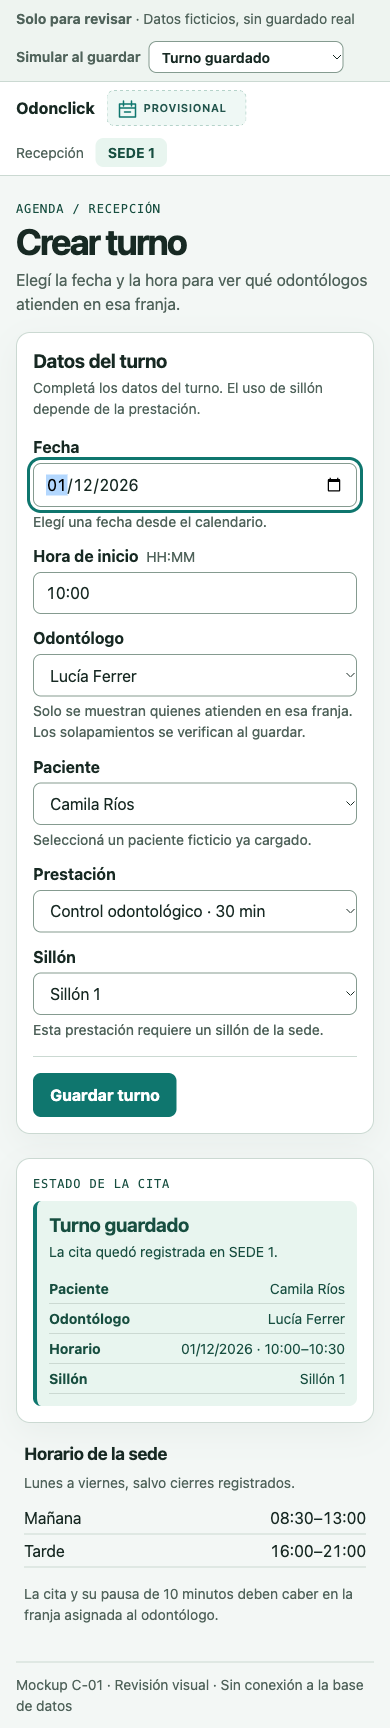 Solo para revisar · Datos ficticios, sin guardado real
Simular al guardar Turno guardado
Odonclick PROVISIONAL
Recepción SEDE 1
AGENDA / RECEPCIÓN
Crear turno
Elegí la fecha y la hora para ver qué odontólogos
atienden en esa franja.
Datos del turno
Completá los datos del turno. El uso de sillón
depende de la prestación.
Fecha
01/12/2026
Elegí una fecha desde el calendario.
Hora de inicio HH:MM
10:00
Odontólogo
Lucía Ferrer
Solo se muestran quienes atienden en esa franja.
Los solapamientos se verifican al guardar.
Paciente
Camila Ríos
Seleccioná un paciente ficticio ya cargado.
Prestación
Control odontológico · 30 min
Sillón
Sillón 1
Esta prestación requiere un sillón de la sede.
Guardar turno
ESTADO DE LA CITA
Turno guardado
La cita quedó registrada en SEDE 1.
Paciente Camila Ríos
Odontólogo Lucía Ferrer
Horario 01/12/2026 · 10:00–10:30
Sillón Sillón 1
Horario de la sede
Lunes a viernes, salvo cierres registrados.
Mañana 08:30–13:00
Tarde 16:00–21:00
La cita y su pausa de 10 minutos deben caber en la
franja asignada al odontólogo.
Mockup C-01 · Revisión visual · Sin conexión a la base
de datos